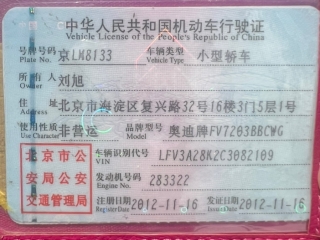 中华人民共和国机动车行驶证
Vehicle License of the People's Republic of China
号牌号码 京LM8133 车辆类型 小型轿车
Plate No. Vehicle Type
所有人 刘旭
Owner
住址 北京市海淀区复兴路32号16楼3门5层1号
Address
使用性质 非营运 品牌型号 奥迪牌FV7203BBCWG
Use Character Model
北京市公 车辆识别代号 LFV3A28K2C3082109
VIN
安局公安 发动机号码 283322
Engine No.
交通管理局 注册日期 2012-11-16 发证日期 2012-11-16
Register Date Issue Date